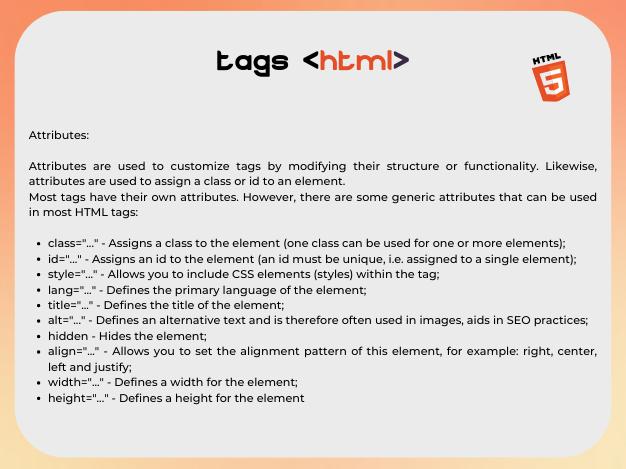 tags <html>
HTML
5
Attributes:
Attributes are used to customize tags by modifying their structure or functionality. Likewise,
attributes are used to assign a class or id to an element.
Most tags have their own attributes. However, there are some generic attributes that can be used
in most HTML tags:
• class="..." - Assigns a class to the element (one class can be used for one or more elements);
• id="..." - Assigns an id to the element (an id must be unique, i.e. assigned to a single element);
• style="..." - Allows you to include CSS elements (styles) within the tag;
• lang="..." - Defines the primary language of the element;
• title="..." - Defines the title of the element;
• alt="..." - Defines an alternative text and is therefore often used in images, aids in SEO practices;
• hidden - Hides the element;
• align="..." - Allows you to set the alignment pattern of this element, for example: right, center,
left and justify;
• width="..." - Defines a width for the element;
• height="..." - Defines a height for the element